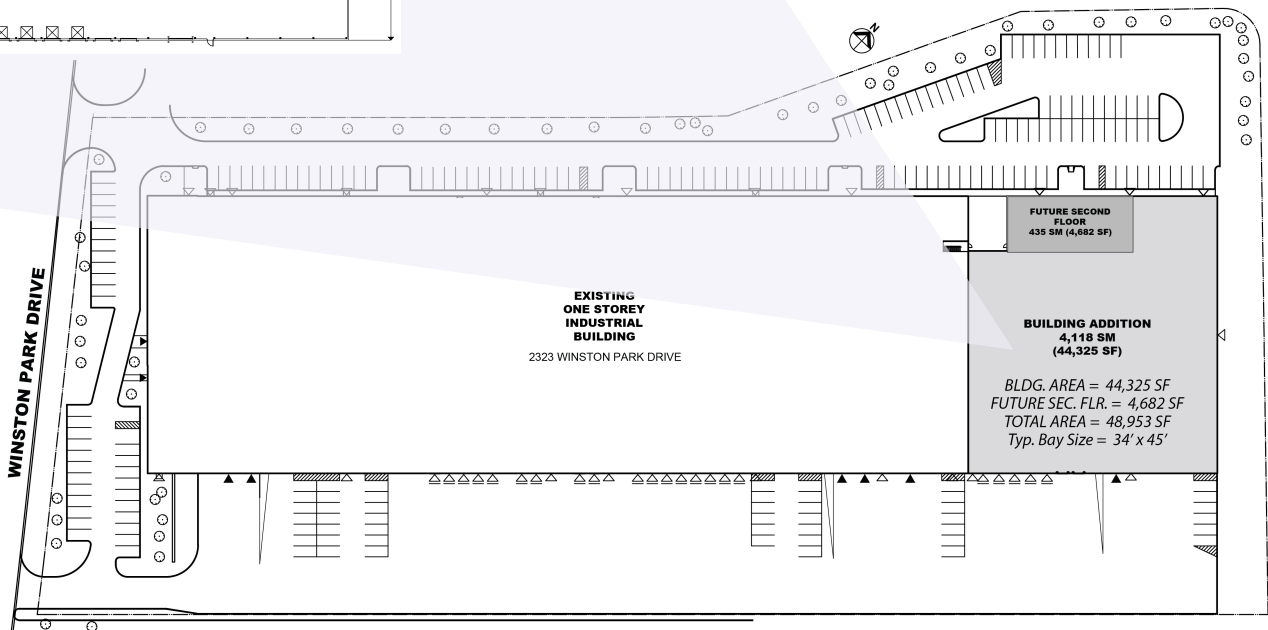 N
FUTURE SECOND
FLOOR
435 SM (4,682 SF)
WINSTON PARK DRIVE
EXISTING
ONE STOREY
INDUSTRIAL
BUILDING
2323 WINSTON PARK DRIVE
BUILDING ADDITION
4,118 SM
(44,325 SF)
BLDG. AREA = 44,325 SF
FUTURE SEC. FLR. = 4,682 SF
TOTAL AREA = 48,953 SF
Typ. Bay Size = 34' x 45'